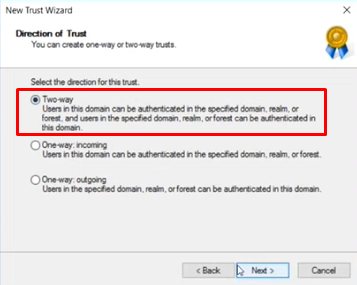 New Trust Wizard
Direction of Trust
You can create one-way or two-way trusts.
Select the direction for this trust.
Two-way
Users in this domain can be authenticated in the specified domain, realm, or
forest, and users in the specified domain, realm, or forest can be authenticated in
this domain.
One-way: incoming
Users in this domain can be authenticated in the specified domain, realm, or forest.
One-way: outgoing
Users in the specified domain, realm, or forest can be authenticated in this domain.
< Back Next > Cancel